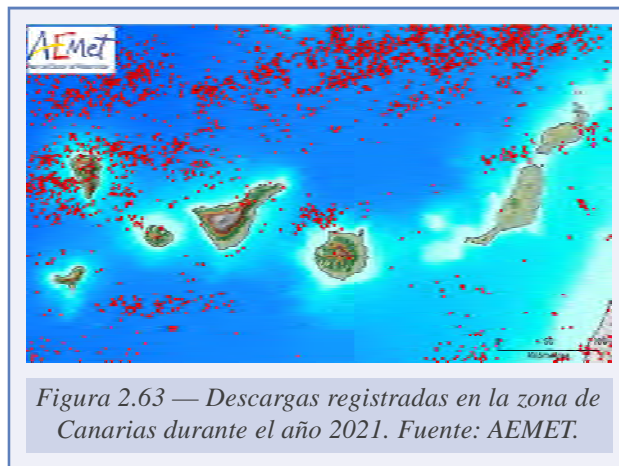 AEmet
Figura 2.63 — Descargas registradas en la zona de
Canarias durante el año 2021. Fuente: AEMET.